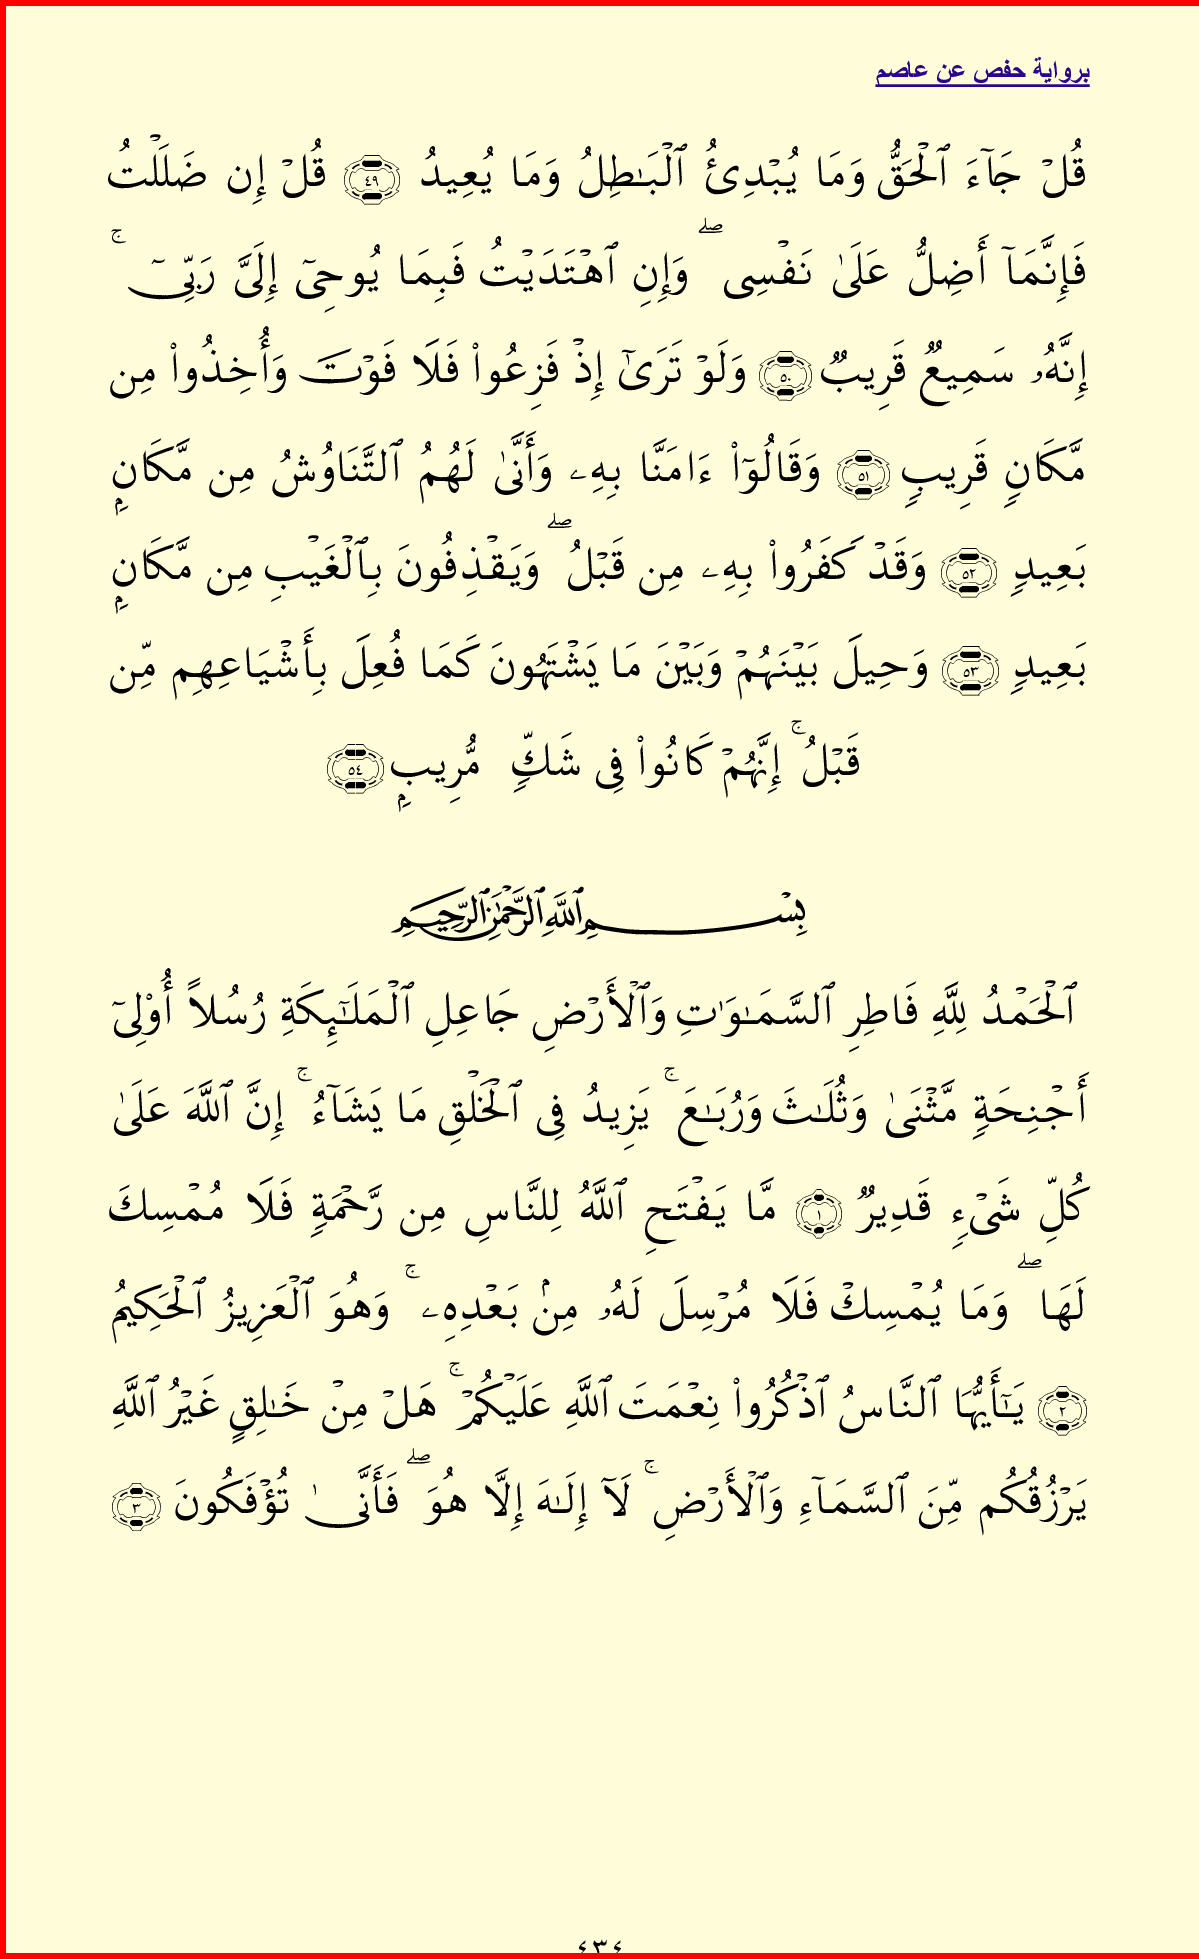 برواية حفص عن عاصم
قُلۡ جَآءَ ٱلۡحَقُّ وَمَا يُبۡدِئُ ٱلۡبَـٰطِلُ وَمَا يُعِيدُ ٤٩ قُلۡ إِن ضَلَلۡتُ
فَإِنَّمَآ أَضِلُّ عَلَىٰ نَفۡسِى ۖ وَإِنِ ٱهۡتَدَيۡتُ فَبِمَا يُوحِىٓ إِلَىَّ رَبِّىٓ ۚ
إِنَّهُۥ سَمِيعٌ قَرِيبٌ ٥٠ وَلَوۡ تَرَىٰٓ إِذۡ فَزِعُواْ فَلَا فَوۡتَ وَأُخِذُواْ مِن
مَّكَانٍ قَرِيبٍ ٥١ وَقَالُوٓاْ ءَامَنَّا بِهِۦ وَأَنَّىٰ لَهُمُ ٱلتَّنَاوُشُ مِن مَّكَانِۭ
بَعِيدٍ ٥٢ وَقَدۡ كَفَرُواْ بِهِۦ مِن قَبۡلُ ۖ وَيَقۡذِفُونَ بِٱلۡغَيۡبِ مِن مَّكَانِۭ
بَعِيدٍ ٥٣ وَحِيلَ بَيۡنَهُمۡ وَبَيۡنَ مَا يَشۡتَهُونَ كَمَا فُعِلَ بِأَشۡيَاعِهِم مِّن
قَبۡلُ ۚ إِنَّهُمۡ كَانُواْ فِى شَكٍّ مُّرِيبِۭ ٥٤
بِسۡمِ ٱللَّهِ ٱلرَّحۡمَـٰنِ ٱلرَّحِيمِ
ٱلۡحَمۡدُ لِلَّهِ فَاطِرِ ٱلسَّمَـٰوَٰتِ وَٱلۡأَرۡضِ جَاعِلِ ٱلۡمَلَـٰٓئِكَةِ رُسُلاً أُوْلِىٓ
أَجۡنِحَةٍ مَّثۡنَىٰ وَثُلَـٰثَ وَرُبَـٰعَ ۚ يَزِيدُ فِى ٱلۡخَلۡقِ مَا يَشَآءُ ۚ إِنَّ ٱللَّهَ عَلَىٰ
كُلِّ شَىۡءٍ قَدِيرٌ ١ مَّا يَفۡتَحِ ٱللَّهُ لِلنَّاسِ مِن رَّحۡمَةٍ فَلَا مُمۡسِكَ
لَهَا ۖ وَمَا يُمۡسِكۡ فَلَا مُرۡسِلَ لَهُۥ مِنۢ بَعۡدِهِۦ ۚ وَهُوَ ٱلۡعَزِيزُ ٱلۡحَكِيمُ
٢ يَـٰٓأَيُّہَا ٱلنَّاسُ ٱذۡكُرُواْ نِعۡمَتَ ٱللَّهِ عَلَيۡكُمۡ ۚ هَلۡ مِنۡ خَـٰلِقٍ غَيۡرُ ٱللَّهِ
يَرۡزُقُكُم مِّنَ ٱلسَّمَآءِ وَٱلۡأَرۡضِ ۚ لَآ إِلَـٰهَ إِلَّا هُوَ ۖ فَأَنَّىٰ تُؤۡفَكُونَ ٣
٤٣٤